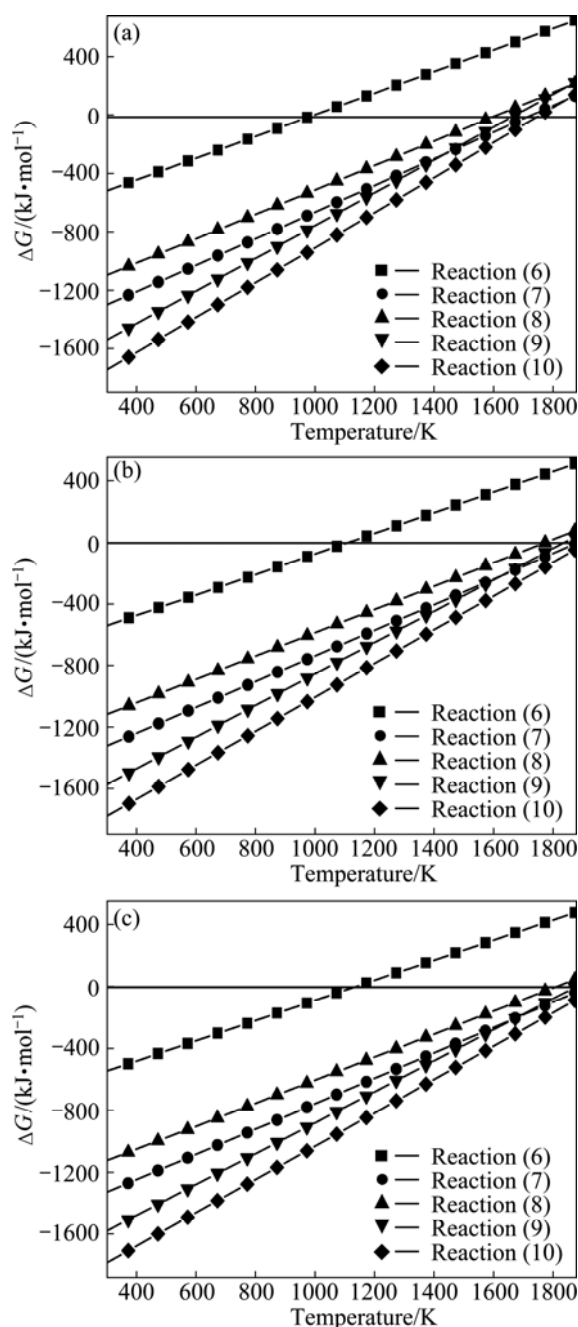 (a)
400
0
−400
−800
−1200
−1600
ΔG/(kJ•mol⁻¹)
Reaction (6)
Reaction (7)
Reaction (8)
Reaction (9)
Reaction (10)
400 600 800 1000 1200 1400 1600 1800
Temperature/K
(b)
400
0
−400
−800
−1200
−1600
ΔG/(kJ•mol⁻¹)
Reaction (6)
Reaction (7)
Reaction (8)
Reaction (9)
Reaction (10)
400 600 800 1000 1200 1400 1600 1800
Temperature/K
(c)
400
0
−400
−800
−1200
−1600
ΔG/(kJ•mol⁻¹)
Reaction (6)
Reaction (7)
Reaction (8)
Reaction (9)
Reaction (10)
400 600 800 1000 1200 1400 1600 1800
Temperature/K